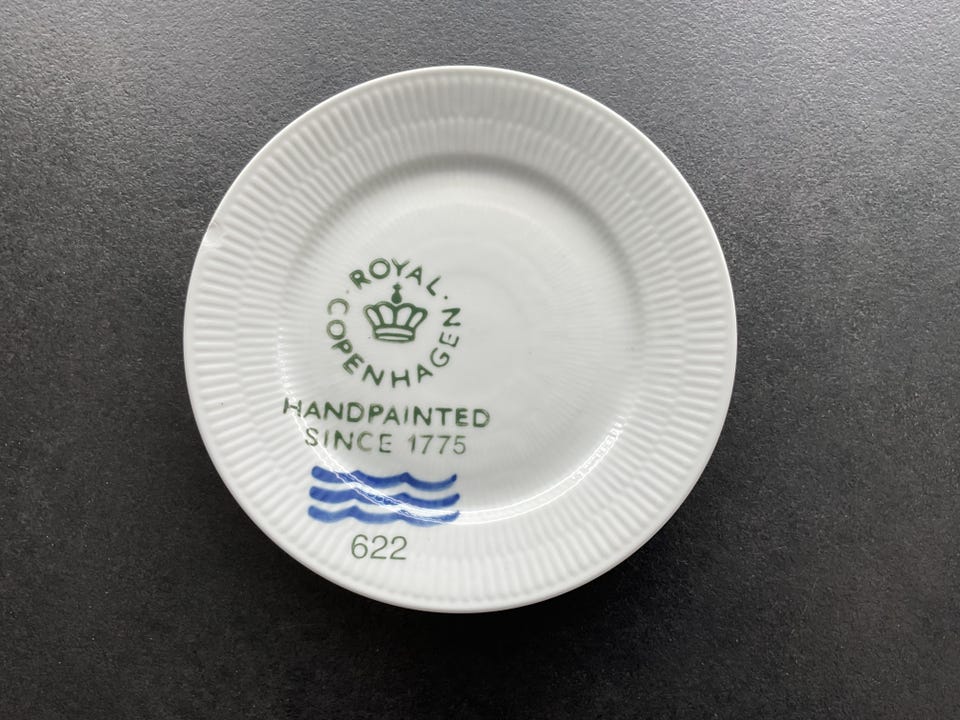 ROYAL
COPENHAGEN
HANDPAINTED
SINCE 1775
622